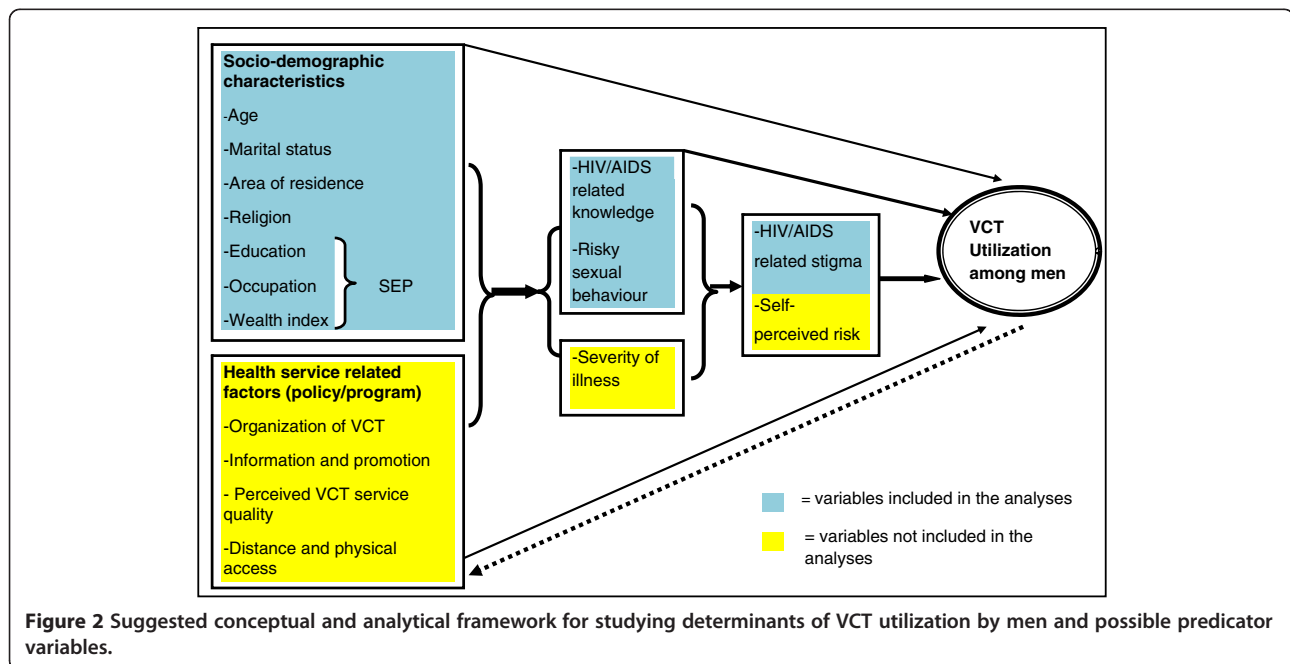 Socio-demographic
characteristics
-Age
-Marital status
-Area of residence
-Religion
-Education
-Occupation
-Wealth index
SEP
Health service related
factors (policy/program)
-Organization of VCT
-Information and promotion
- Perceived VCT service
quality
-Distance and physical
access
-HIV/AIDS
related
knowledge
-Risky
sexual
behaviour
-Severity of
illness
-HIV/AIDS
related stigma
-Self-
perceived risk
VCT
Utilization
among men
= variables included in the analyses
= variables not included in the
analyses
Figure 2 Suggested conceptual and analytical framework for studying determinants of VCT utilization by men and possible predicator
variables.